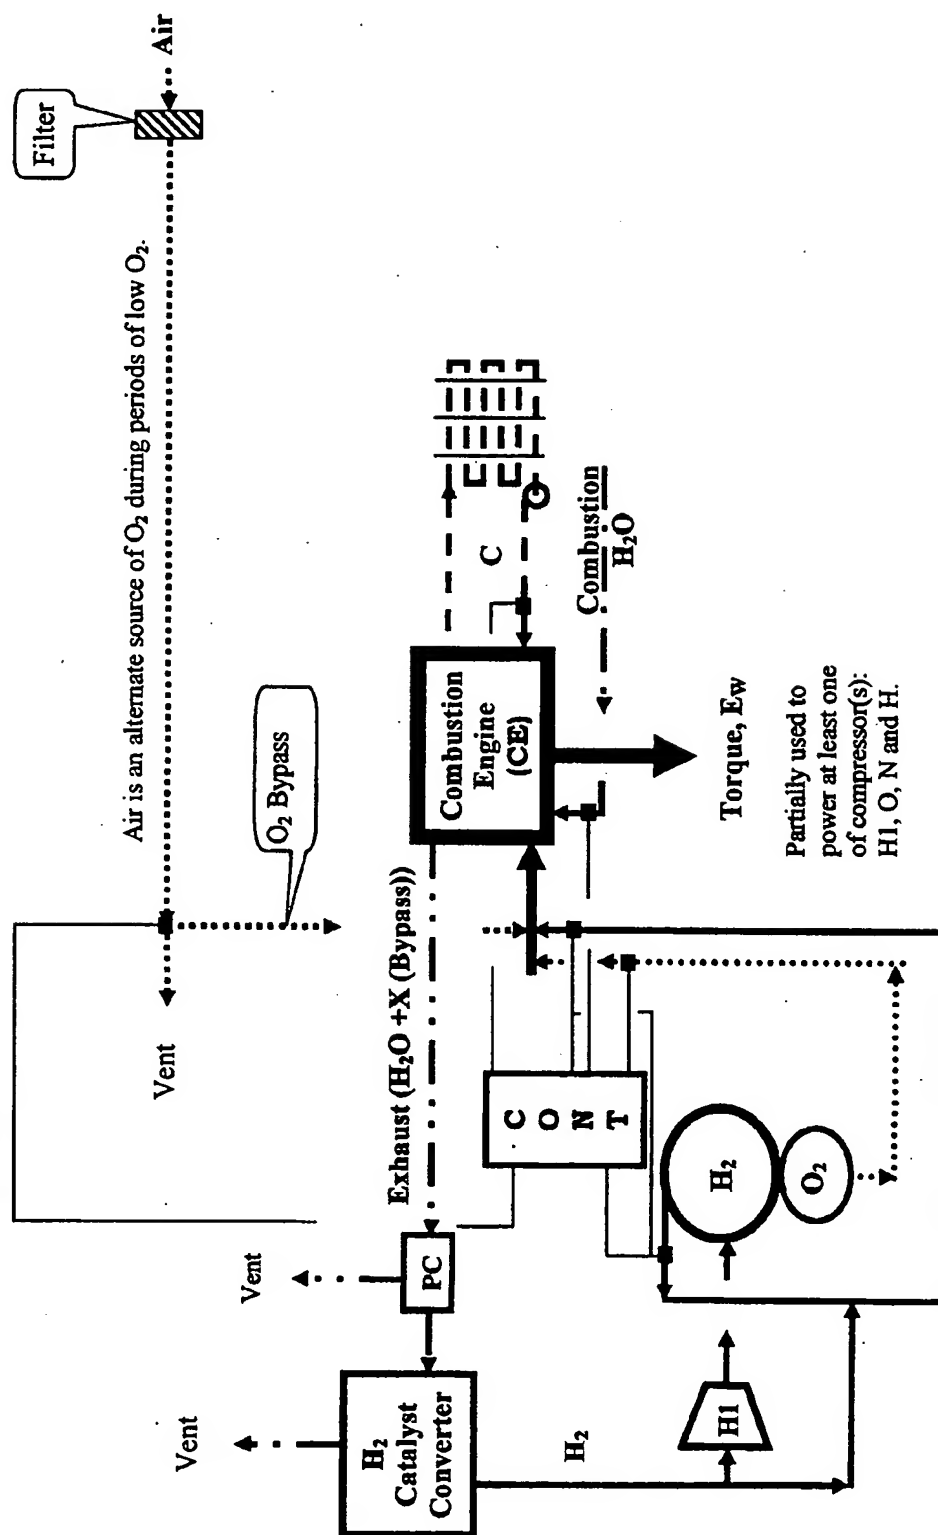 Air
Filter
Air is an alternate source of O₂ during periods of low O₂.
O₂ Bypass
Vent
C
Combustion
H₂O
Combustion
Engine
(CE)
Torque, Ew
Partially used to
power at least one
of compressor(s):
H1, O, N and H.
Exhaust (H₂O +X (Bypass))
C
O
N
T
PC
Vent
H₂
O₂
H₂
Catalyst
Converter
Vent
H₂
H1